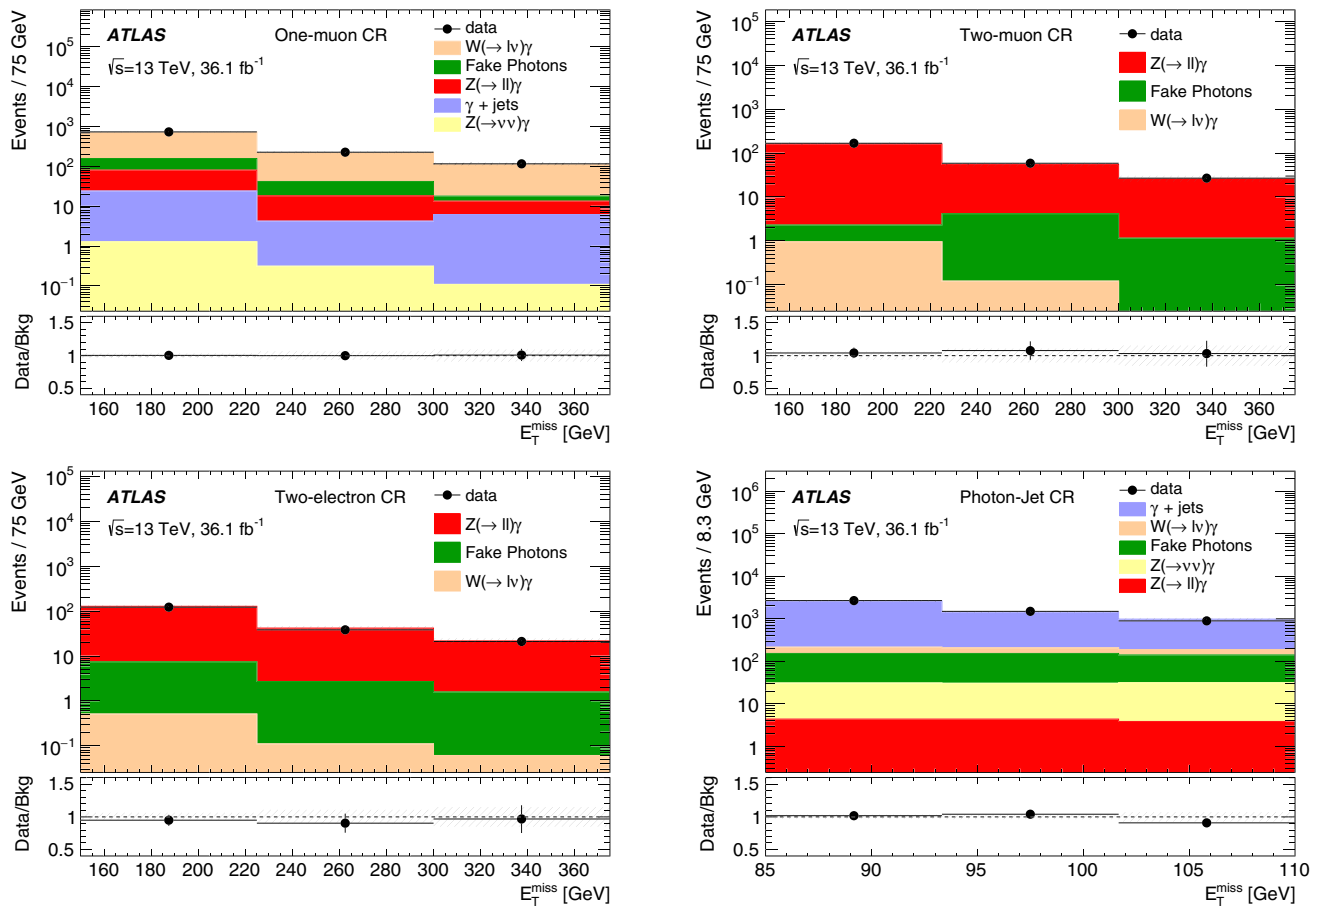 ATLAS
One-muon CR
√s=13 TeV, 36.1 fb⁻¹
data
W(→ lν)γ
Fake Photons
Z(→ ll)γ
γ + jets
Z(→νν)γ
Events / 75 GeV
10⁵
10⁴
10³
10²
10
1
10⁻¹
Data/Bkg
1.5
1
0.5
160 180 200 220 240 260 280 300 320 340 360
E_T^miss [GeV]
ATLAS
Two-muon CR
√s=13 TeV, 36.1 fb⁻¹
data
Z(→ ll)γ
Fake Photons
W(→ lν)γ
Events / 75 GeV
10⁵
10⁴
10³
10²
10
1
10⁻¹
Data/Bkg
1.5
1
0.5
160 180 200 220 240 260 280 300 320 340 360
E_T^miss [GeV]
ATLAS
Two-electron CR
√s=13 TeV, 36.1 fb⁻¹
data
Z(→ ll)γ
Fake Photons
W(→ lν)γ
Events / 75 GeV
10⁵
10⁴
10³
10²
10
1
10⁻¹
Data/Bkg
1.5
1
0.5
160 180 200 220 240 260 280 300 320 340 360
E_T^miss [GeV]
ATLAS
Photon-Jet CR
√s=13 TeV, 36.1 fb⁻¹
data
γ + jets
W(→ lν)γ
Fake Photons
Z(→νν)γ
Z(→ ll)γ
Events / 8.3 GeV
10⁶
10⁵
10⁴
10³
10²
10
1
Data/Bkg
1.5
1
0.5
85 90 95 100 105 110
E_T^miss [GeV]